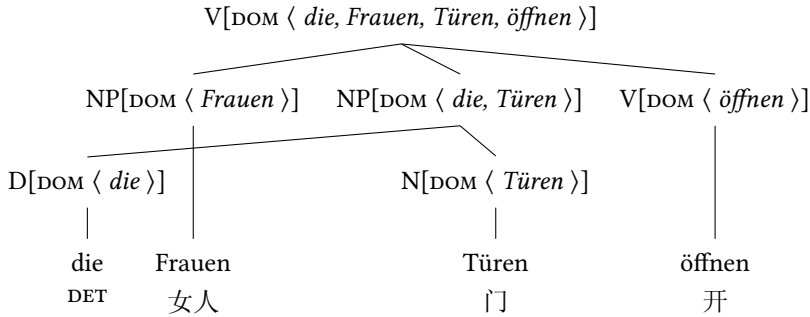 V[DOM ⟨ die, Frauen, Türen, öffnen ⟩]
NP[DOM ⟨ Frauen ⟩] NP[DOM ⟨ die, Türen ⟩] V[DOM ⟨ öffnen ⟩]
D[DOM ⟨ die ⟩] N[DOM ⟨ Türen ⟩]
die Frauen Türen öffnen
DET 女人 门 开